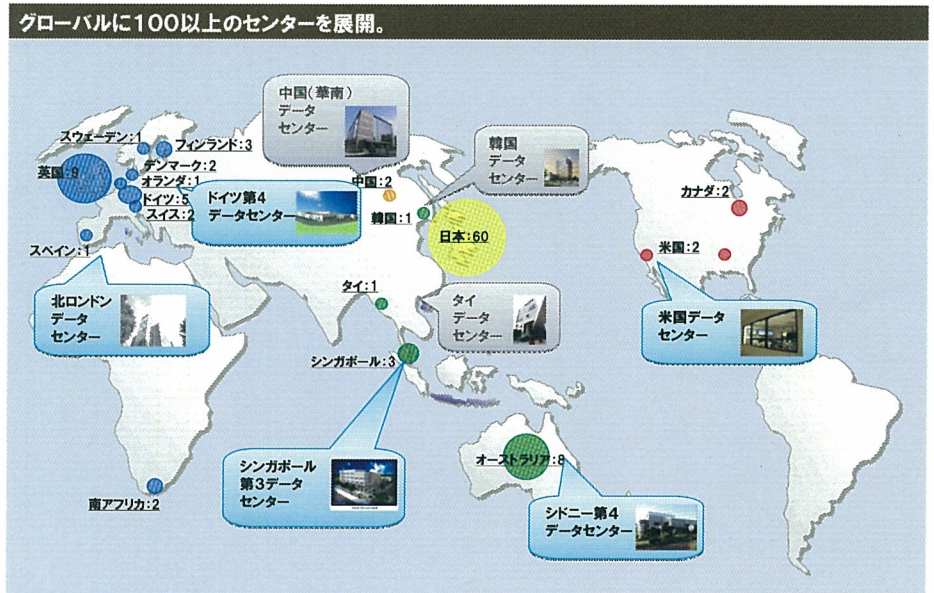 グローバルに100以上のセンターを展開。
中国(華南)
データ
センター
スウェーデン:1
フィンランド:3
韓国
データ
センター
英国:9
デンマーク:2
オランダ:1
ドイツ:5
スイス:2
ドイツ第4
データセンター
中国:2
韓国:1
日本:60
カナダ:2
米国:2
スペイン:1
北ロンドン
データ
センター
タイ:1
タイ
データ
センター
米国データ
センター
シンガポール:3
シンガポール
第3データ
センター
オーストラリア:8
シドニー第4
データセンター
南アフリカ:2